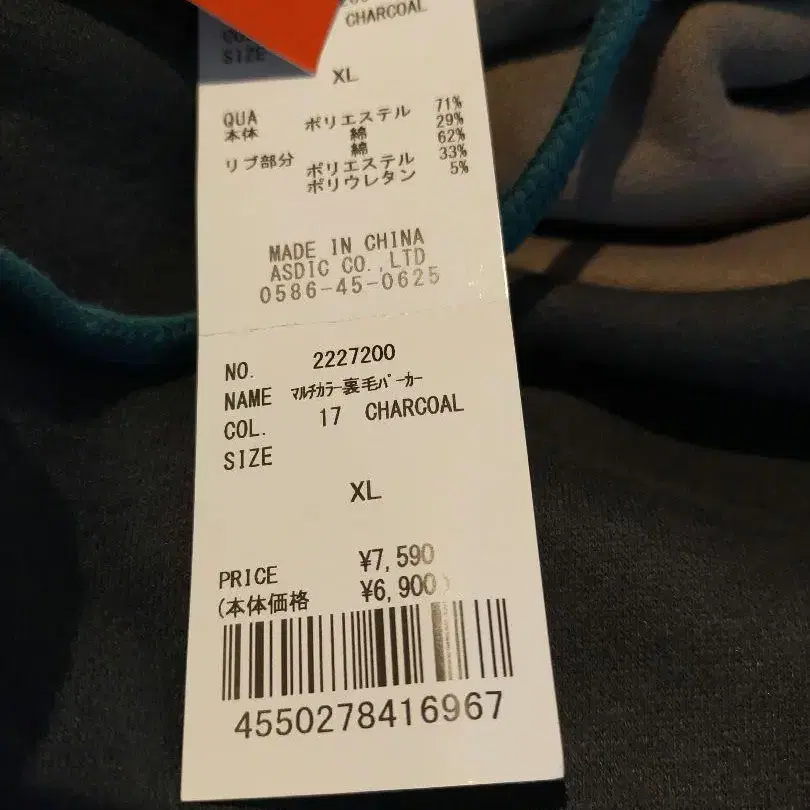 CHARCOAL
SIZE
XL
QUA
本体 ポリエステル 71%
綿 29%
リブ部分 綿 62%
ポリエステル 33%
ポリウレタン 5%
MADE IN CHINA
ASDIC CO.,LTD
0586-45-0625
NO. 2227200
NAME ﾏﾙﾁｶﾗｰ裏毛ﾊﾟｰｶｰ
COL. 17 CHARCOAL
SIZE
XL
PRICE ¥7,590
(本体価格 ¥6,900)
4550278416967